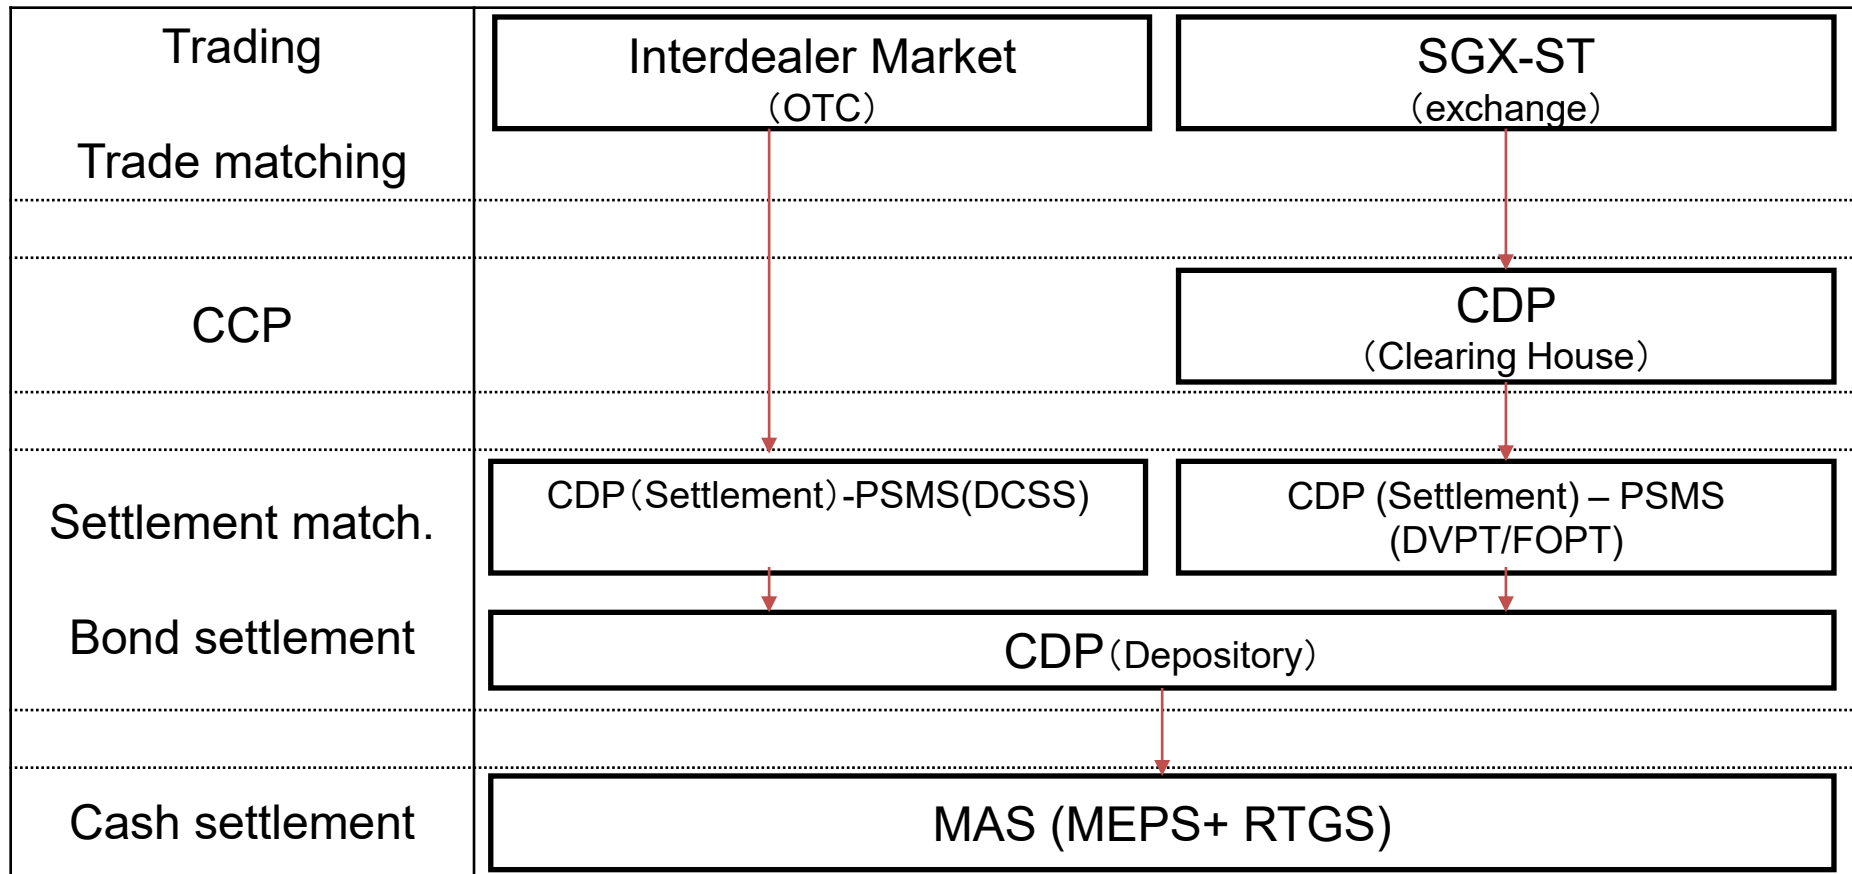 Trading
Interdealer Market
（OTC）
SGX-ST
（exchange）
Trade matching
CCP
CDP
（Clearing House）
Settlement match.
CDP（Settlement）-PSMS(DCSS)
CDP (Settlement) – PSMS
(DVPT/FOPT)
Bond settlement
CDP（Depository）
Cash settlement
MAS (MEPS+ RTGS)